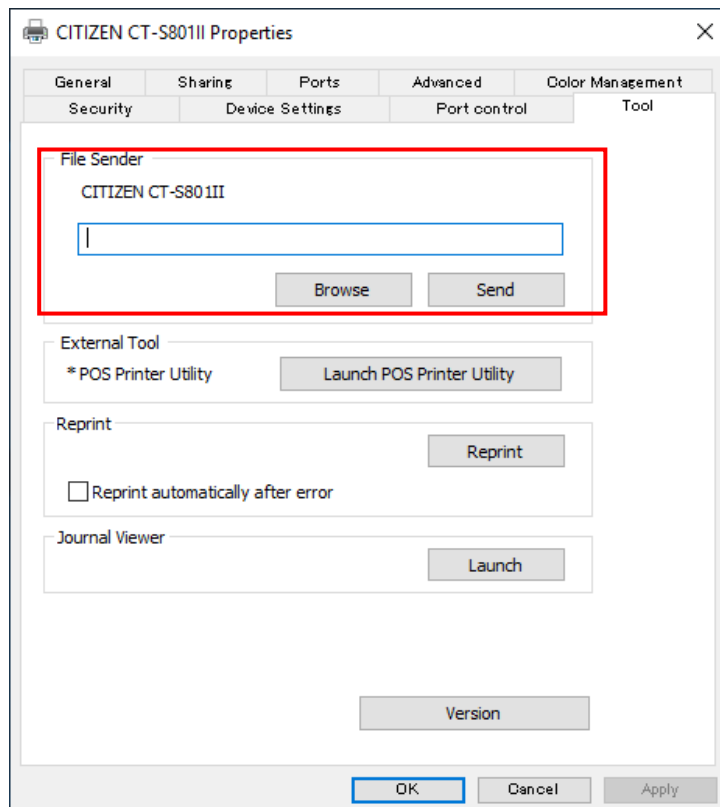 CITIZEN CT-S801II Properties
General Sharing Ports Advanced Color Management
Security Device Settings Port control Tool
File Sender
CITIZEN CT-S801II
Browse Send
External Tool
* POS Printer Utility Launch POS Printer Utility
Reprint
Reprint
Reprint automatically after error
Journal Viewer
Launch
Version
OK Cancel Apply